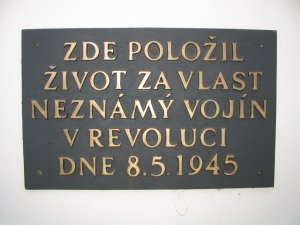 ZDE POLOŽIL
ŽIVOT ZA VLAST
NEZNÁMÝ VOJÍN
V REVOLUCI
DNE 8.5.1945